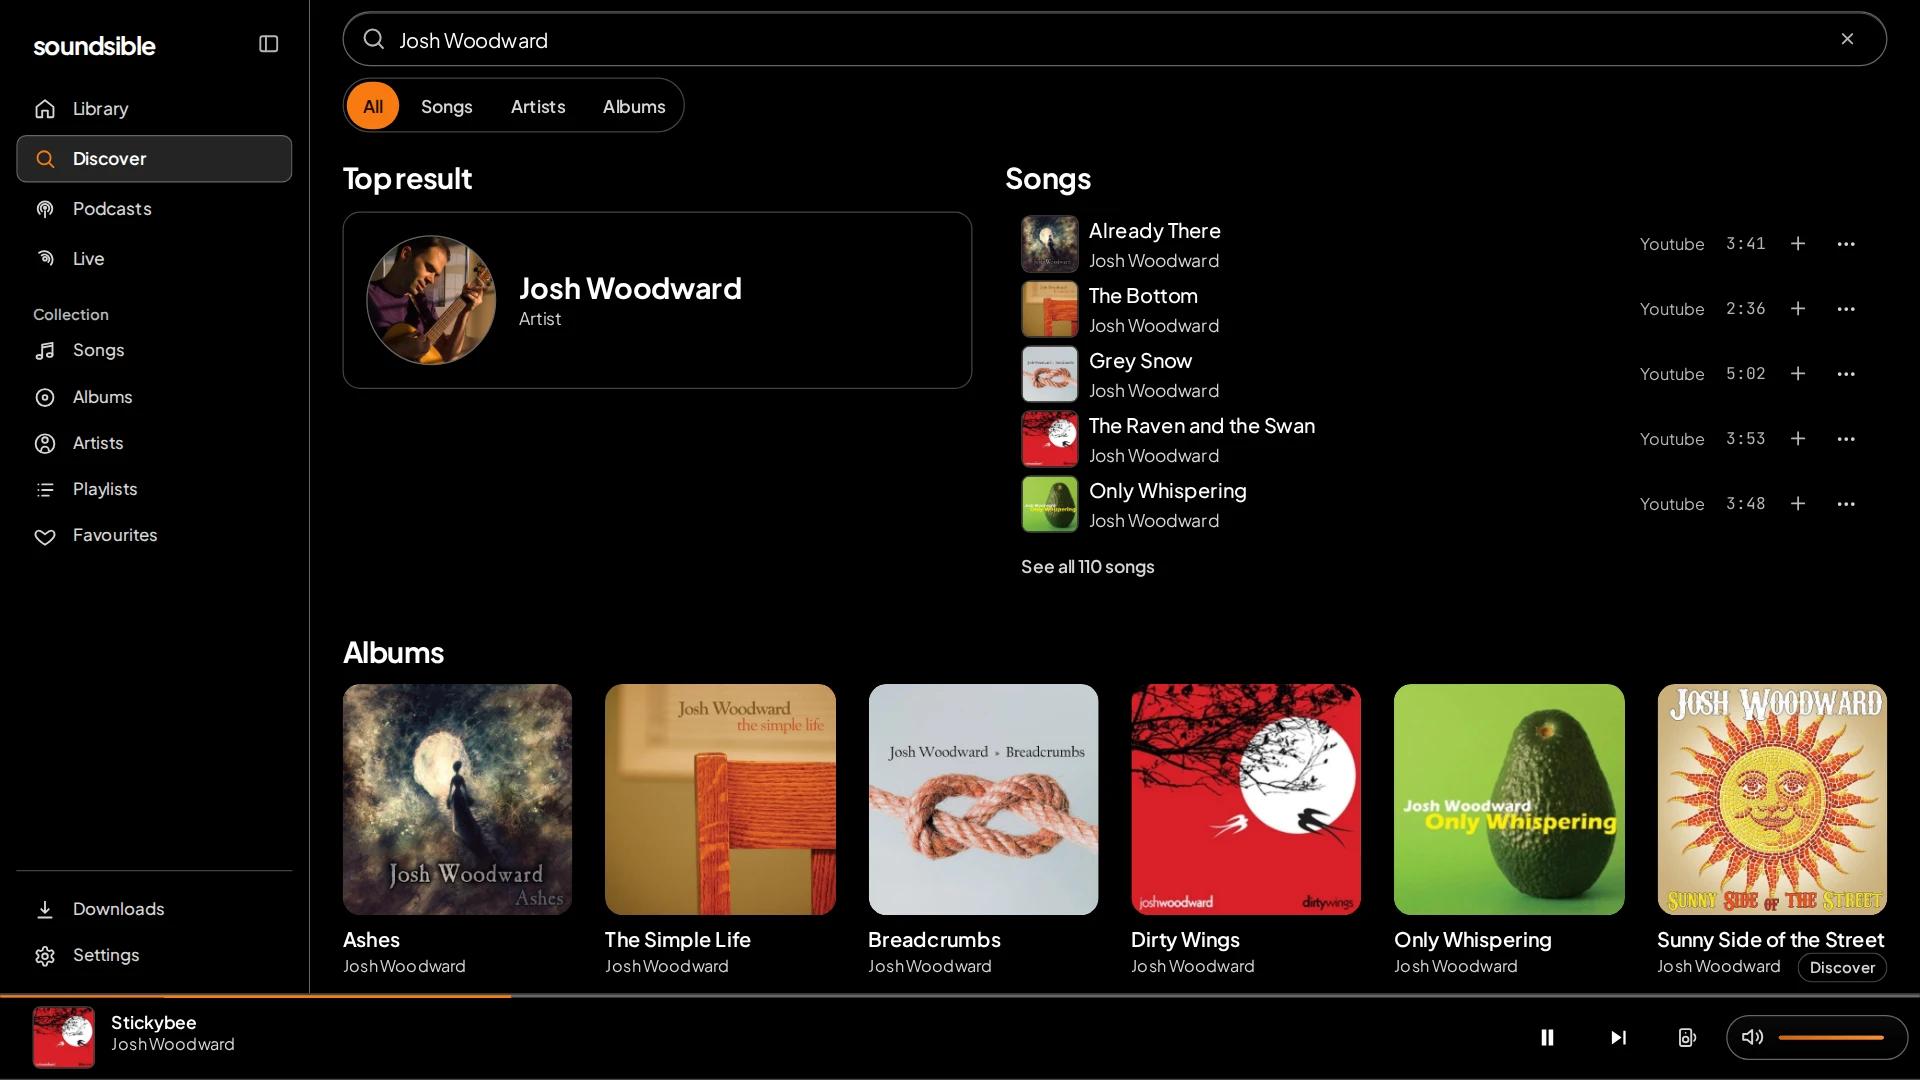 soundsible
Library
Discover
Podcasts
Live
Collection
Songs
Albums
Artists
Playlists
Favourites
Downloads
Settings
Josh Woodward
All
Songs
Artists
Albums
Top result
Josh Woodward
Artist
Songs
Already There
Josh Woodward
Youtube 3:41
The Bottom
Josh Woodward
Youtube 2:36
Grey Snow
Josh Woodward
Youtube 5:02
The Raven and the Swan
Josh Woodward
Youtube 3:53
Only Whispering
Josh Woodward
Youtube 3:48
See all 110 songs
Albums
Josh Woodward
Ashes
Ashes
Josh Woodward
Josh Woodward
the simple life
The Simple Life
Josh Woodward
Josh Woodward • Breadcrumbs
Breadcrumbs
Josh Woodward
joshwoodward
dirtywings
Dirty Wings
Josh Woodward
Josh Woodward
Only Whispering
Only Whispering
Josh Woodward
JOSH WOODWARD
SUNNY SIDE OF THE STREET
Sunny Side of the Street
Josh Woodward
Discover
Stickybee
Josh Woodward